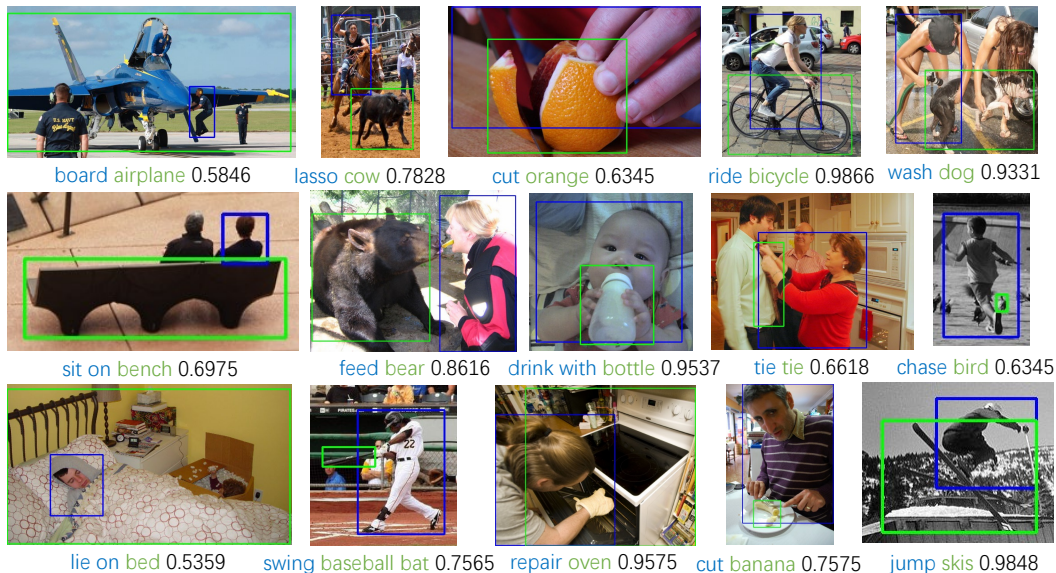 U.S. NAVY
board airplane 0.5846
lasso cow 0.7828
cut orange 0.6345
ride bicycle 0.9866
wash dog 0.9331
sit on bench 0.6975
feed bear 0.8616
drink with bottle 0.9537
tie tie 0.6618
chase bird 0.6345
PIRATES.C
22
lie on bed 0.5359
swing baseball bat 0.7565
repair oven 0.9575
cut banana 0.7575
jump skis 0.9848